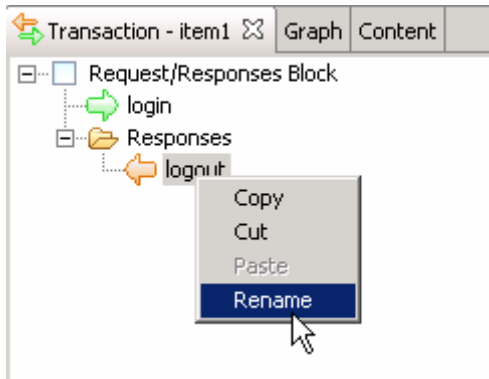 Transaction - item1 Graph Content
Request/Responses Block
login
Responses
logout
Copy
Cut
Paste
Rename